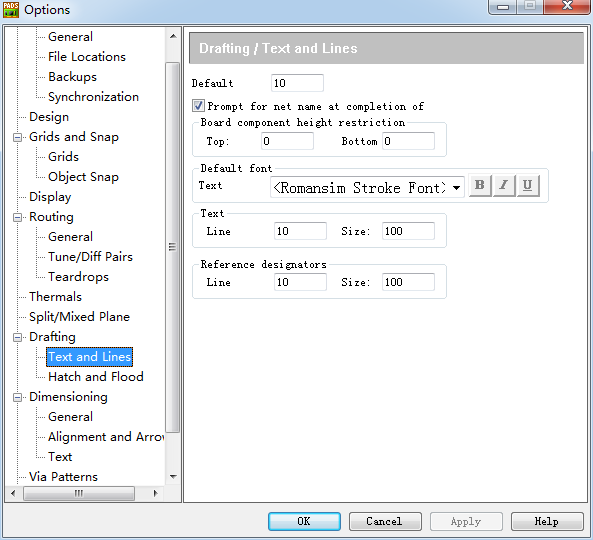 PADS
Options
General
File Locations
Backups
Synchronization
Design
Grids and Snap
Grids
Object Snap
Display
Routing
General
Tune/Diff Pairs
Teardrops
Thermals
Split/Mixed Plane
Drafting
Text and Lines
Hatch and Flood
Dimensioning
General
Alignment and Arrow
Text
Via Patterns
Drafting / Text and Lines
Default 10
Prompt for net name at completion of
Board component height restriction
Top: 0 Bottom 0
Default font
Text <Romansim Stroke Font> B I U
Text
Line 10 Size: 100
Reference designators
Line 10 Size: 100
OK Cancel Apply Help